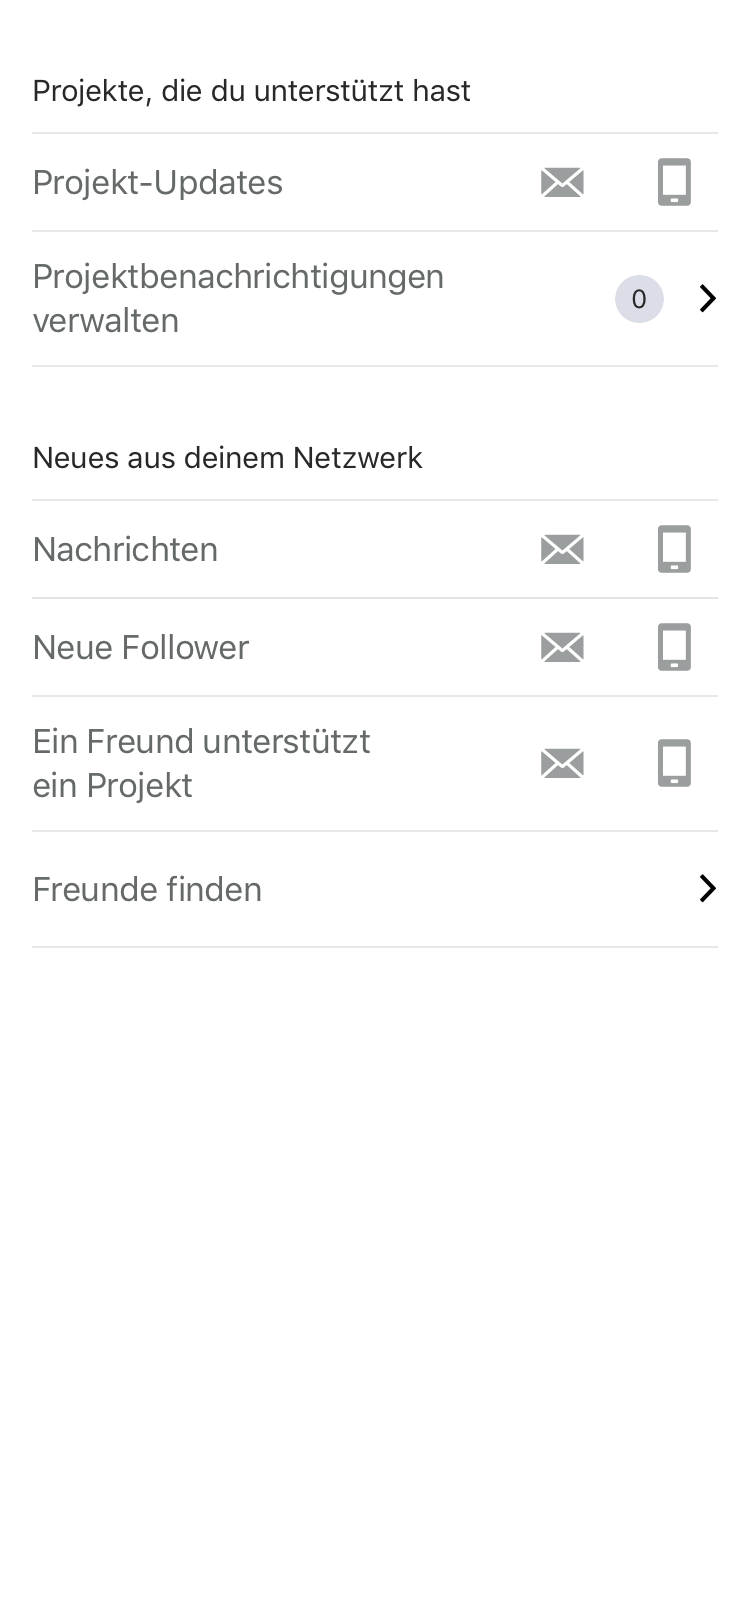 Projekte, die du unterstützt hast
Projekt-Updates
Projektbenachrichtigungen
verwalten
0
Neues aus deinem Netzwerk
Nachrichten
Neue Follower
Ein Freund unterstützt
ein Projekt
Freunde finden